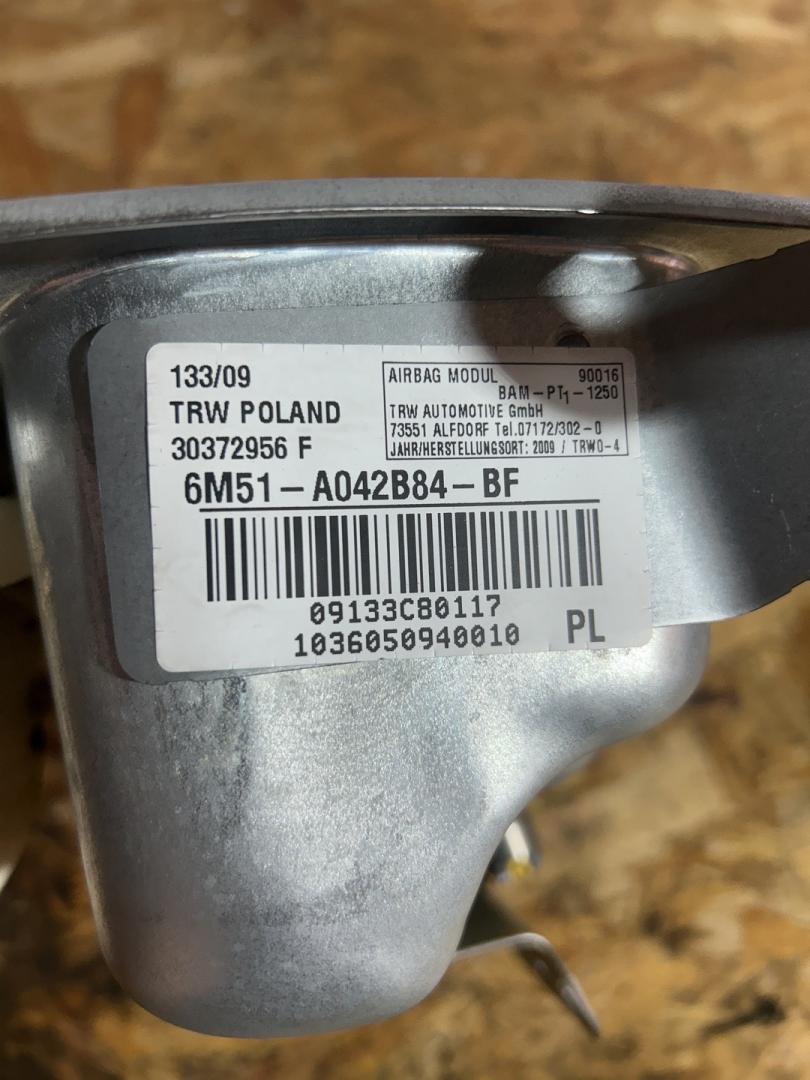 133/09
TRW POLAND
30372956 F
AIRBAG MODUL 90016
BAM-PT1-1250
TRW AUTOMOTIVE GmbH
73551 ALFDORF Tel.07172/302-0
JAHR/HERSTELLUNGSORT: 2009 / TRWO-4
6M51-A042B84-BF
09133C80117
1036050940010 PL